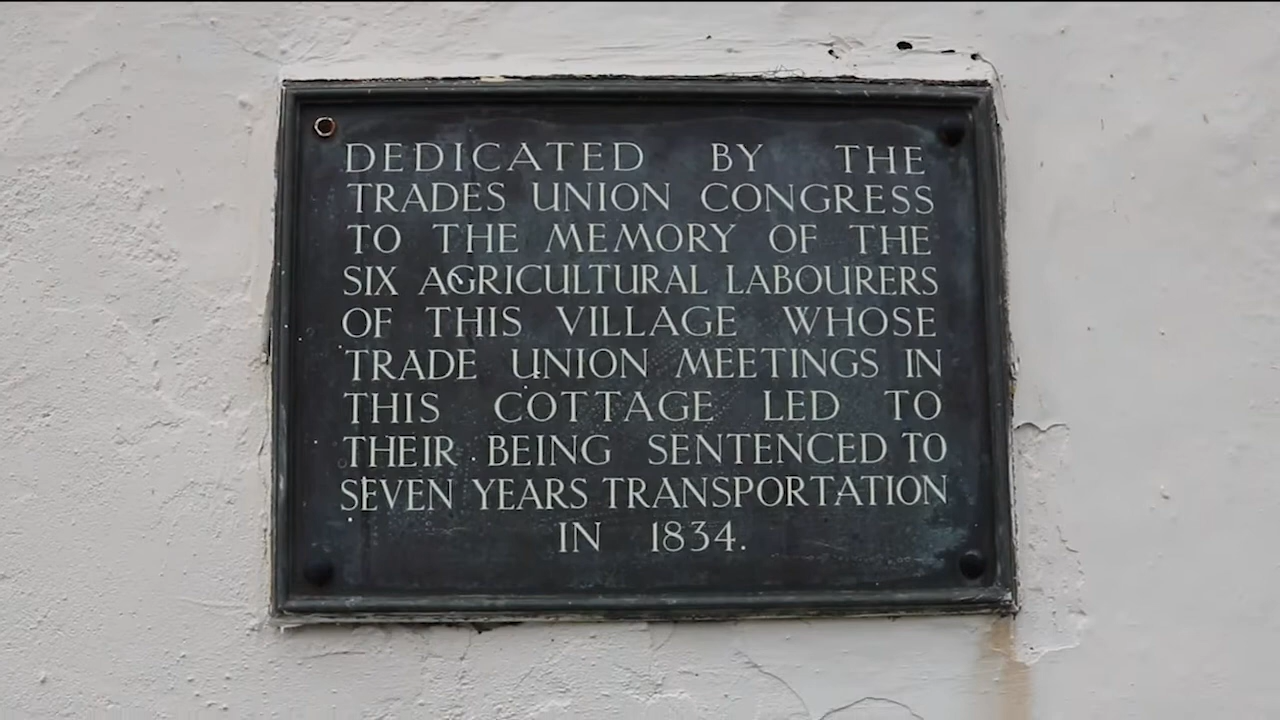 DEDICATED BY THE
TRADES UNION CONGRESS
TO THE MEMORY OF THE
SIX AGRICULTURAL LABOURERS
OF THIS VILLAGE WHOSE
TRADE UNION MEETINGS IN
THIS COTTAGE LED TO
THEIR BEING SENTENCED TO
SEVEN YEARS TRANSPORTATION
IN 1834.